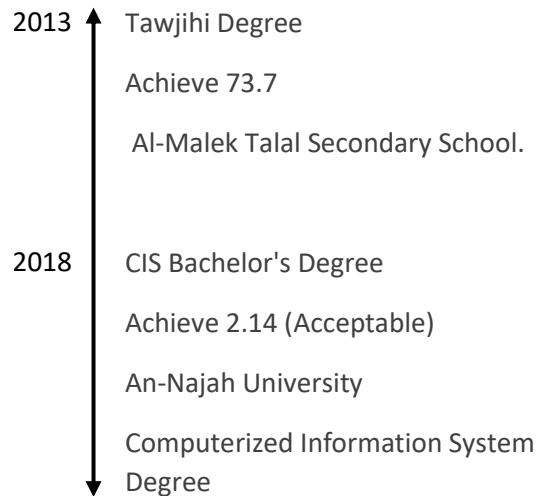 2013 Tawjihi Degree
Achieve 73.7
Al-Malek Talal Secondary School.
2018 CIS Bachelor's Degree
Achieve 2.14 (Acceptable)
An-Najah University
Computerized Information System
Degree